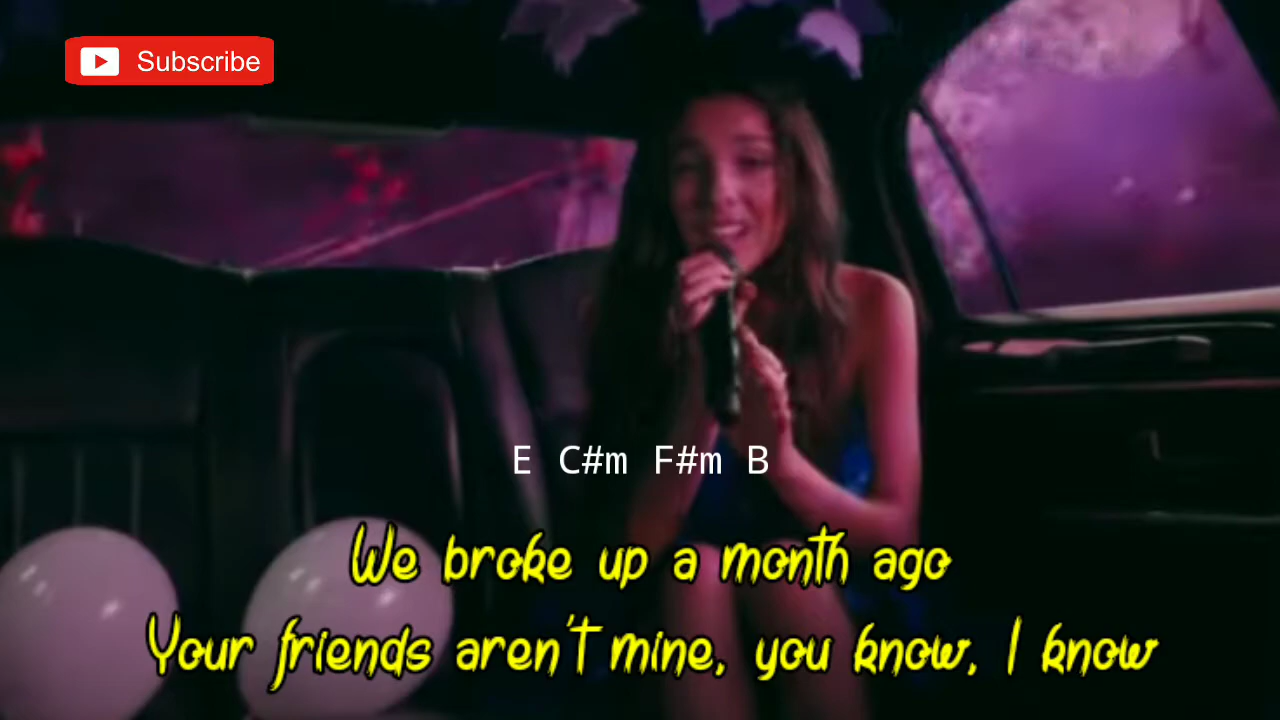 Subscribe
E C#m F#m B
We broke up a month ago
Your friends aren't mine, you know, I know